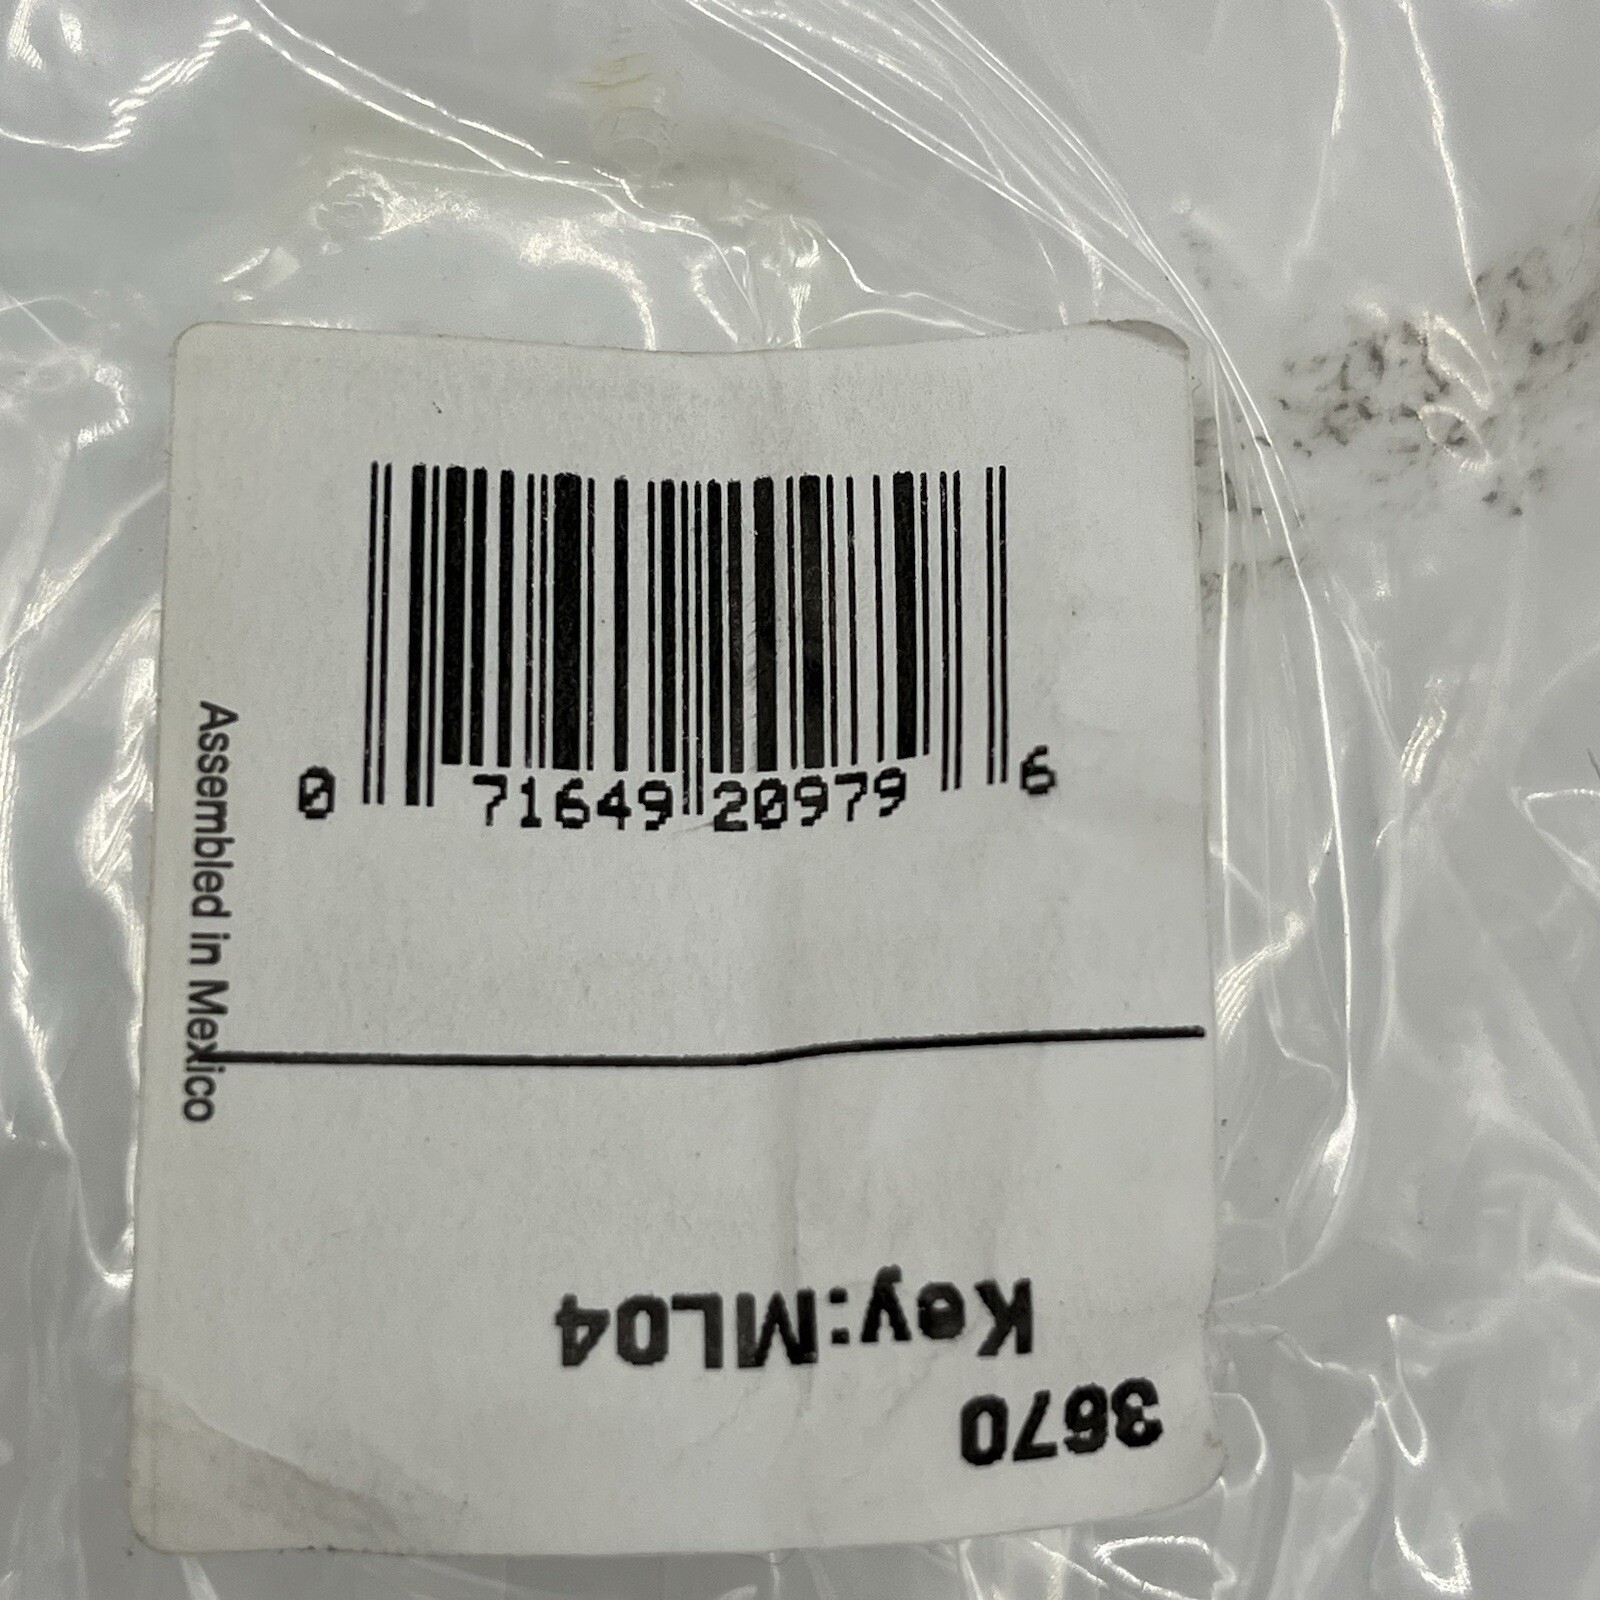 0 71649 20979 6
Assembled in Mexico
3670
Key:ML04